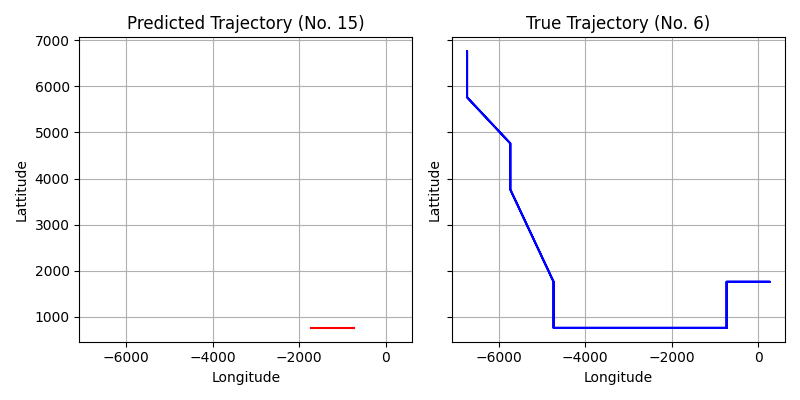 Predicted Trajectory (No. 15)
True Trajectory (No. 6)
7000
6000
5000
4000
3000
2000
1000
Lattitude
Lattitude
−6000 −4000 −2000 0
−6000 −4000 −2000 0
Longitude
Longitude